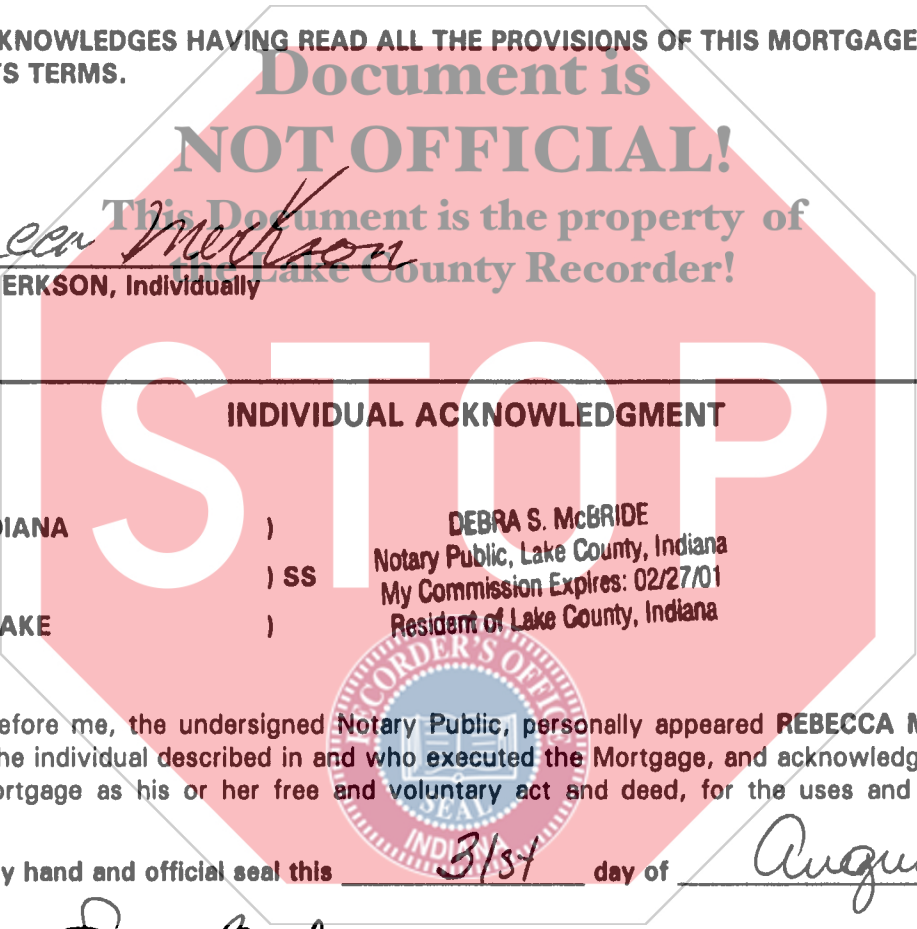 KNOWLEDGES HAVING READ ALL THE PROVISIONS OF THIS MORTGAGE
TS TERMS.
Document is
NOT OFFICIAL!
This Document is the property of
the Lake County Recorder!
cca Merkson
ERKSON, Individually
STOP
INDIVIDUAL ACKNOWLEDGMENT
DIANA )
) SS
AKE )
DEBRA S. McBRIDE
Notary Public, Lake County, Indiana
My Commission Expires: 02/27/01
Resident of Lake County, Indiana
RECORDER'S OFFICE
SEAL
INDIANA
efore me, the undersigned Notary Public, personally appeared REBECCA M
he individual described in and who executed the Mortgage, and acknowledg
ortgage as his or her free and voluntary act and deed, for the uses and
y hand and official seal this 31st day of Augu